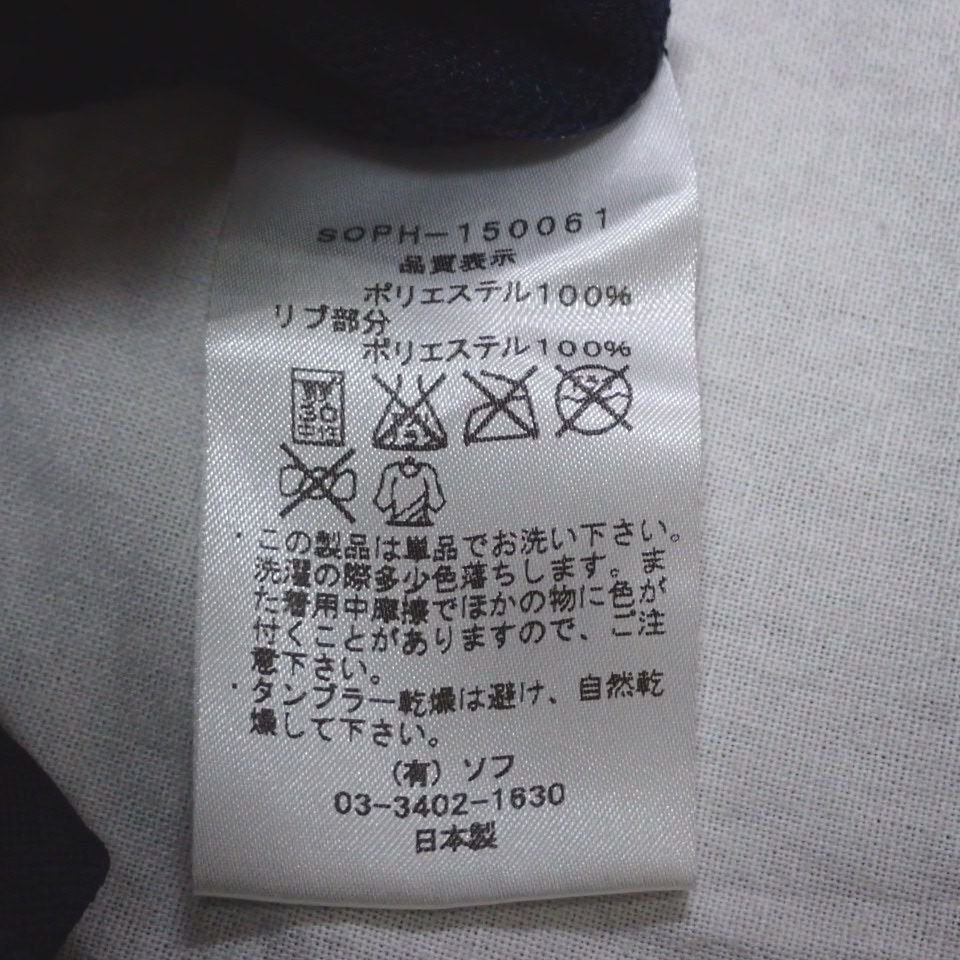 SOPH-150061
品質表示
ポリエステル100%
リブ部分
ポリエステル100%
・この製品は単品でお洗い下さい。
洗濯の際多少色落ちします。ま
た着用中摩擦でほかの物に色が
付くことがありますので、ご注
意下さい。
・タンブラー乾燥は避け、自然乾
燥して下さい。
(有)ソフ
03-3402-1630
日本製